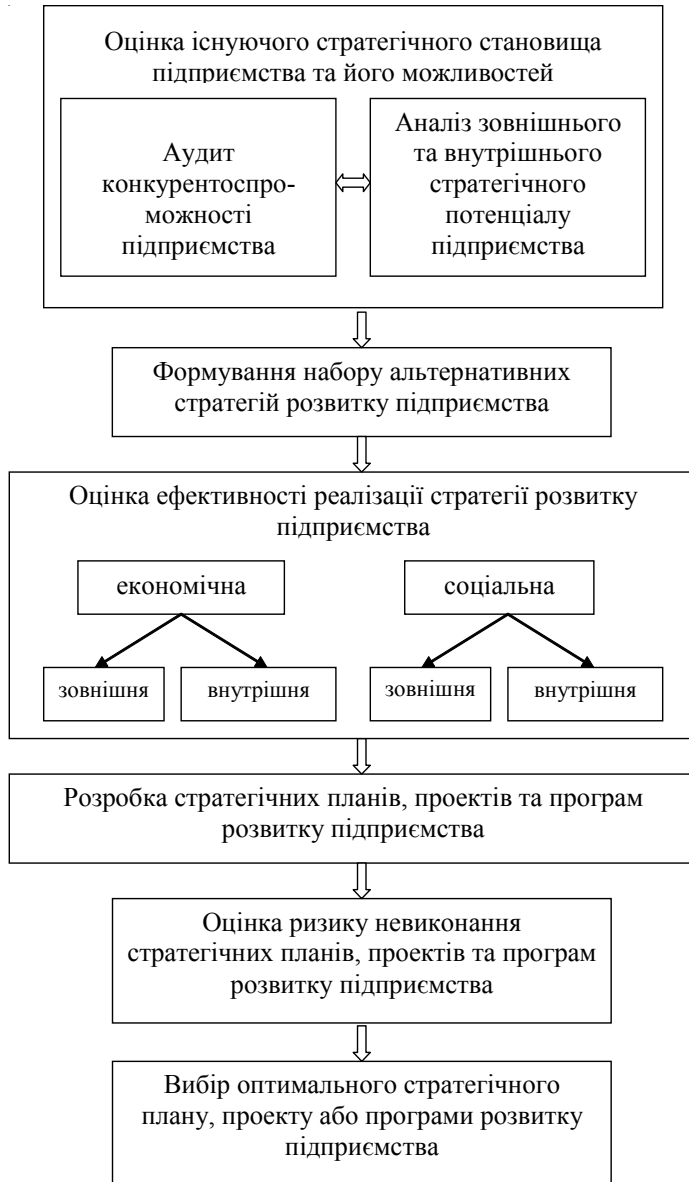 Оцінка існуючого стратегічного становища
підприємства та його можливостей
Аудит
конкурентоспро-
можності
підприємства
Аналіз зовнішнього
та внутрішнього
стратегічного
потенціалу
підприємства
Формування набору альтернативних
стратегій розвитку підприємства
Оцінка ефективності реалізації стратегії розвитку
підприємства
економічна
соціальна
зовнішня
внутрішня
зовнішня
внутрішня
Розробка стратегічних планів, проектів та програм
розвитку підприємства
Оцінка ризику невиконання
стратегічних планів, проектів та програм
розвитку підприємства
Вибір оптимального стратегічного
плану, проекту або програми розвитку
підприємства